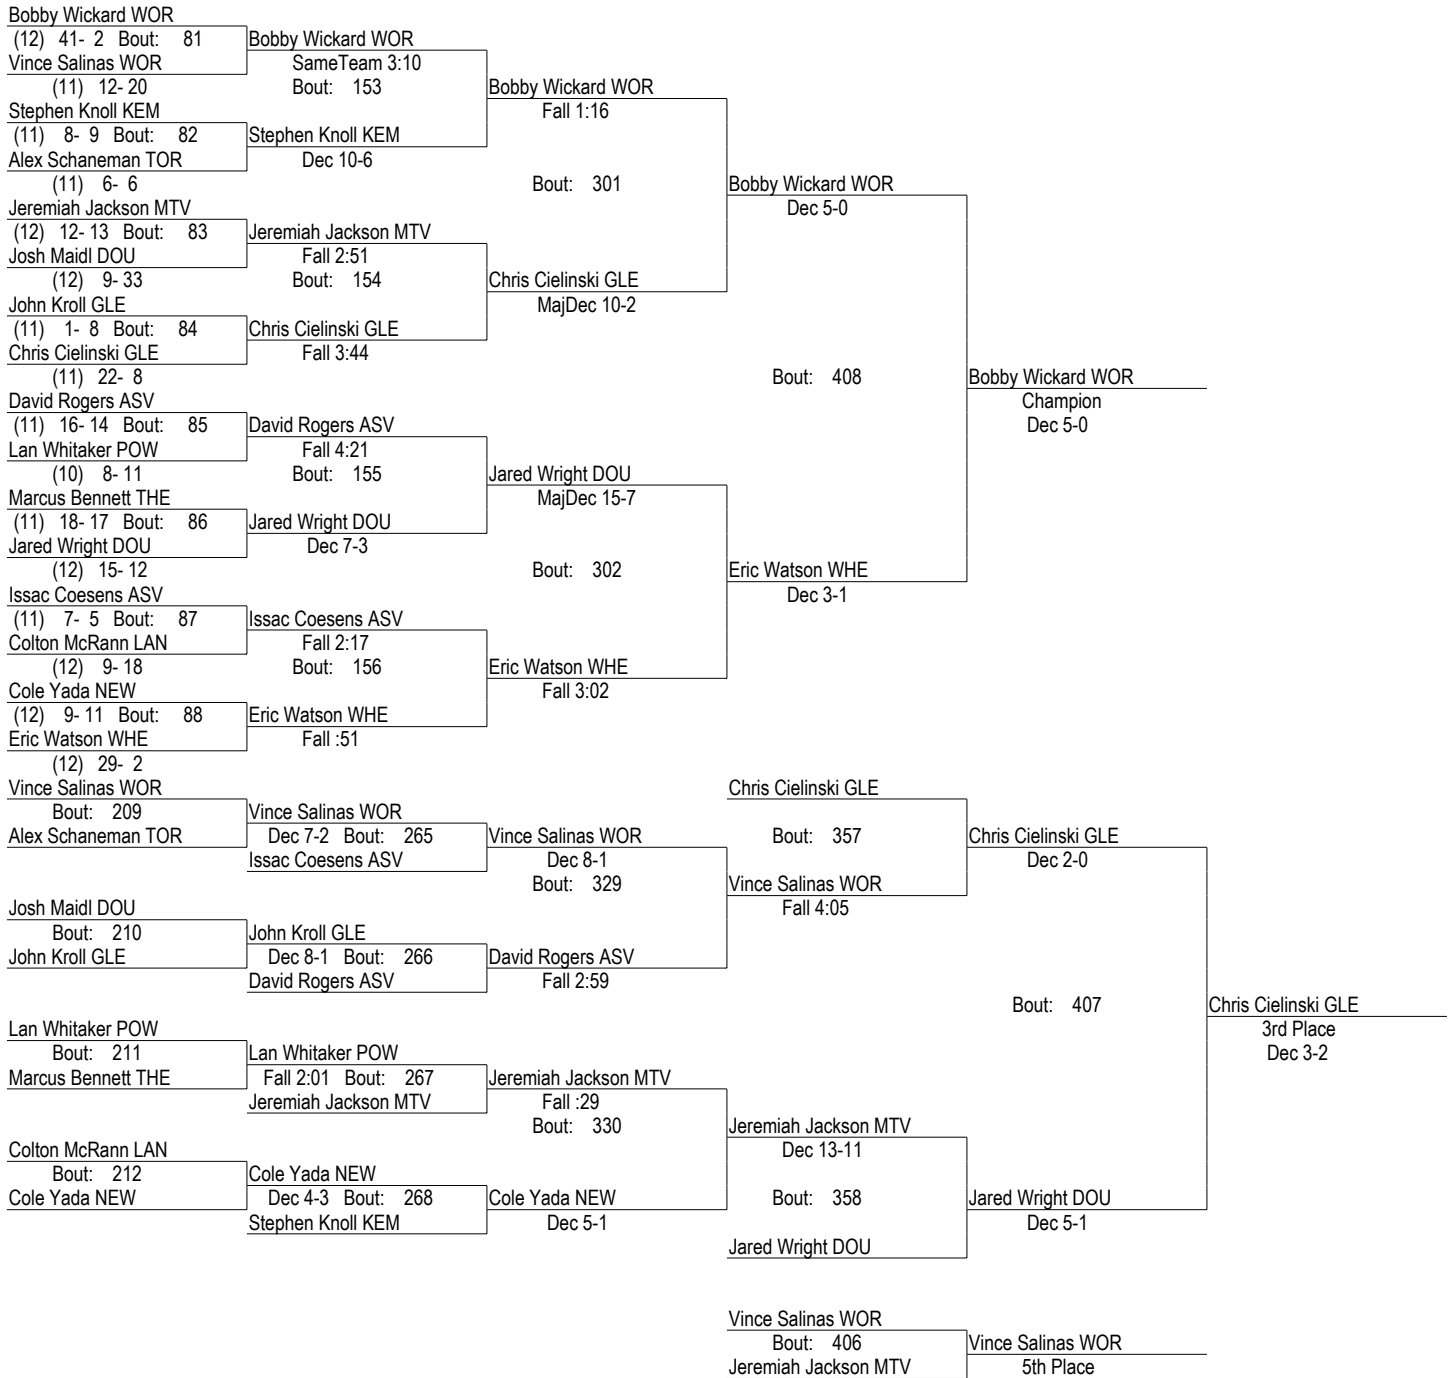 Bobby Wickard WOR
(12) 41- 2 Bout: 81 Bobby Wickard WOR
Vince Salinas WOR SameTeam 3:10
(11) 12- 20 Bout: 153 Bobby Wickard WOR
Stephen Knoll KEM Fall 1:16
(11) 8- 9 Bout: 82 Stephen Knoll KEM
Alex Schaneman TOR Dec 10-6
(11) 6- 6 Bout: 301 Bobby Wickard WOR
Jeremiah Jackson MTV Dec 5-0
(12) 12- 13 Bout: 83 Jeremiah Jackson MTV
Josh Maidl DOU Fall 2:51
(12) 9- 33 Bout: 154 Chris Cielinski GLE
John Kroll GLE MajDec 10-2
(11) 1- 8 Bout: 84 Chris Cielinski GLE
Chris Cielinski GLE Fall 3:44
(11) 22- 8 Bout: 408 Bobby Wickard WOR
David Rogers ASV Champion
(11) 16- 14 Bout: 85 David Rogers ASV Dec 5-0
Lan Whitaker POW Fall 4:21
(10) 8- 11 Bout: 155 Jared Wright DOU
Marcus Bennett THE MajDec 15-7
(11) 18- 17 Bout: 86 Jared Wright DOU
Jared Wright DOU Dec 7-3
(12) 15- 12 Bout: 302 Eric Watson WHE
Issac Coesens ASV Dec 3-1
(11) 7- 5 Bout: 87 Issac Coesens ASV
Colton McRann LAN Fall 2:17
(12) 9- 18 Bout: 156 Eric Watson WHE
Cole Yada NEW Fall 3:02
(12) 9- 11 Bout: 88 Eric Watson WHE
Eric Watson WHE Fall :51
(12) 29- 2
Vince Salinas WOR Chris Cielinski GLE
Bout: 209 Vince Salinas WOR
Alex Schaneman TOR Dec 7-2 Bout: 265 Vince Salinas WOR Bout: 357 Chris Cielinski GLE
Issac Coesens ASV Dec 8-1 Dec 2-0
Bout: 329 Vince Salinas WOR
Josh Maidl DOU Fall 4:05
Bout: 210 John Kroll GLE
John Kroll GLE Dec 8-1 Bout: 266 David Rogers ASV
David Rogers ASV Fall 2:59
Bout: 407 Chris Cielinski GLE
Lan Whitaker POW 3rd Place
Bout: 211 Lan Whitaker POW Dec 3-2
Marcus Bennett THE Fall 2:01 Bout: 267 Jeremiah Jackson MTV
Jeremiah Jackson MTV Fall :29
Bout: 330 Jeremiah Jackson MTV
Colton McRann LAN Dec 13-11
Bout: 212 Cole Yada NEW
Cole Yada NEW Dec 4-3 Bout: 268 Cole Yada NEW Bout: 358 Jared Wright DOU
Stephen Knoll KEM Dec 5-1 Dec 5-1
Jared Wright DOU
Vince Salinas WOR
Bout: 406 Vince Salinas WOR
Jeremiah Jackson MTV 5th Place